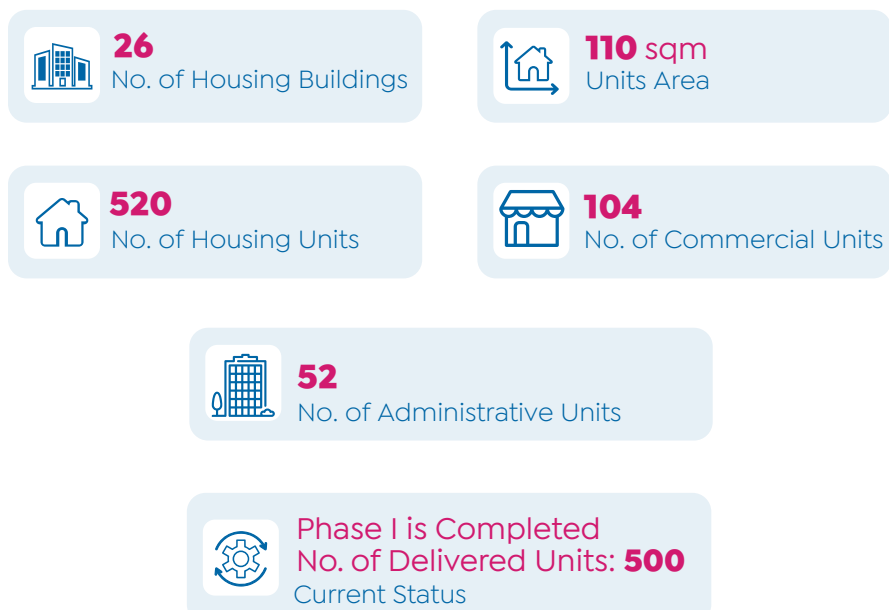 26
No. of Housing Buildings
110 sqm
Units Area
520
No. of Housing Units
104
No. of Commercial Units
52
No. of Administrative Units
Phase I is Completed
No. of Delivered Units: 500
Current Status